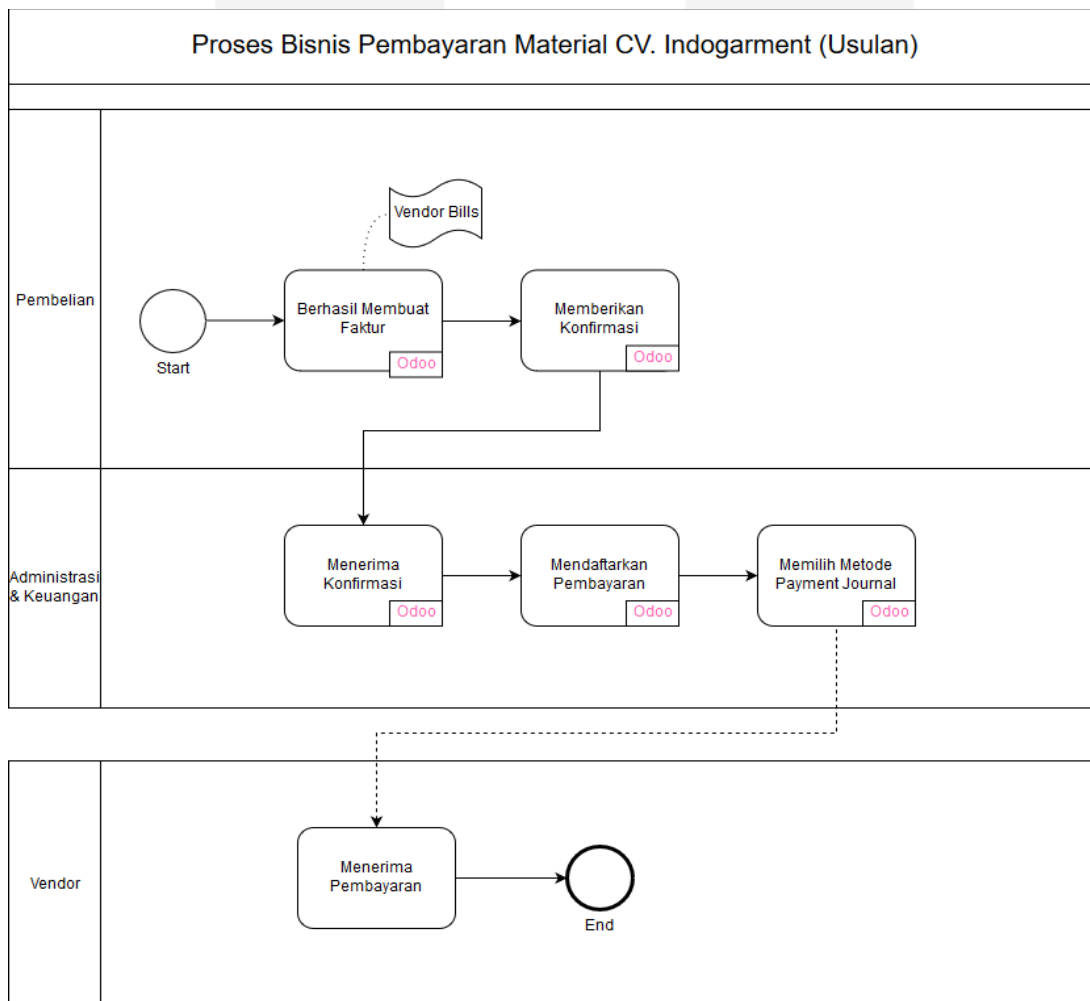 Proses Bisnis Pembayaran Material CV. Indogarment (Usulan)
Pembelian
Vendor Bills
Start
Berhasil Membuat
Faktur
Odoo
Memberikan
Konfirmasi
Odoo
Administrasi
& Keuangan
Menerima
Konfirmasi
Odoo
Mendaftarkan
Pembayaran
Odoo
Memilih Metode
Payment Journal
Odoo
Vendor
Menerima
Pembayaran
End